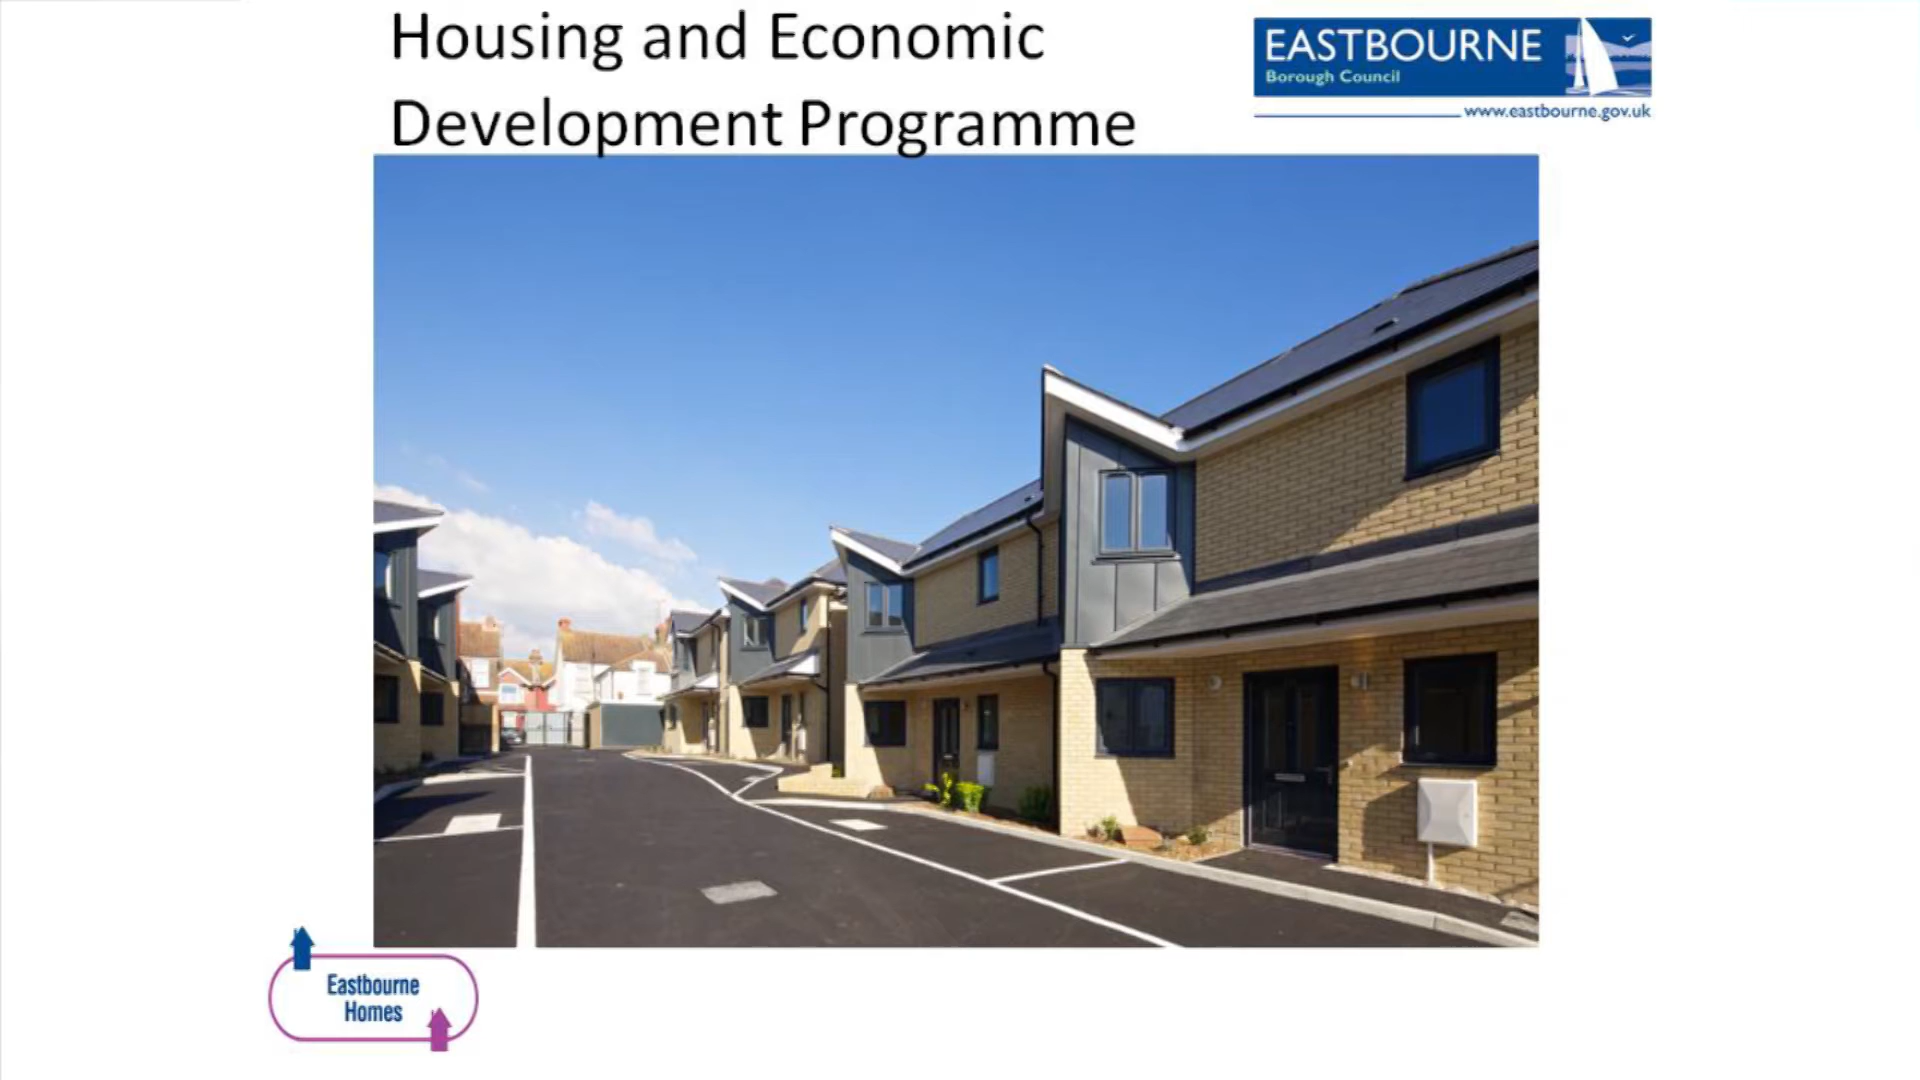 Housing and Economic
Development Programme
EASTBOURNE
Borough Council
www.eastbourne.gov.uk
Eastbourne
Homes